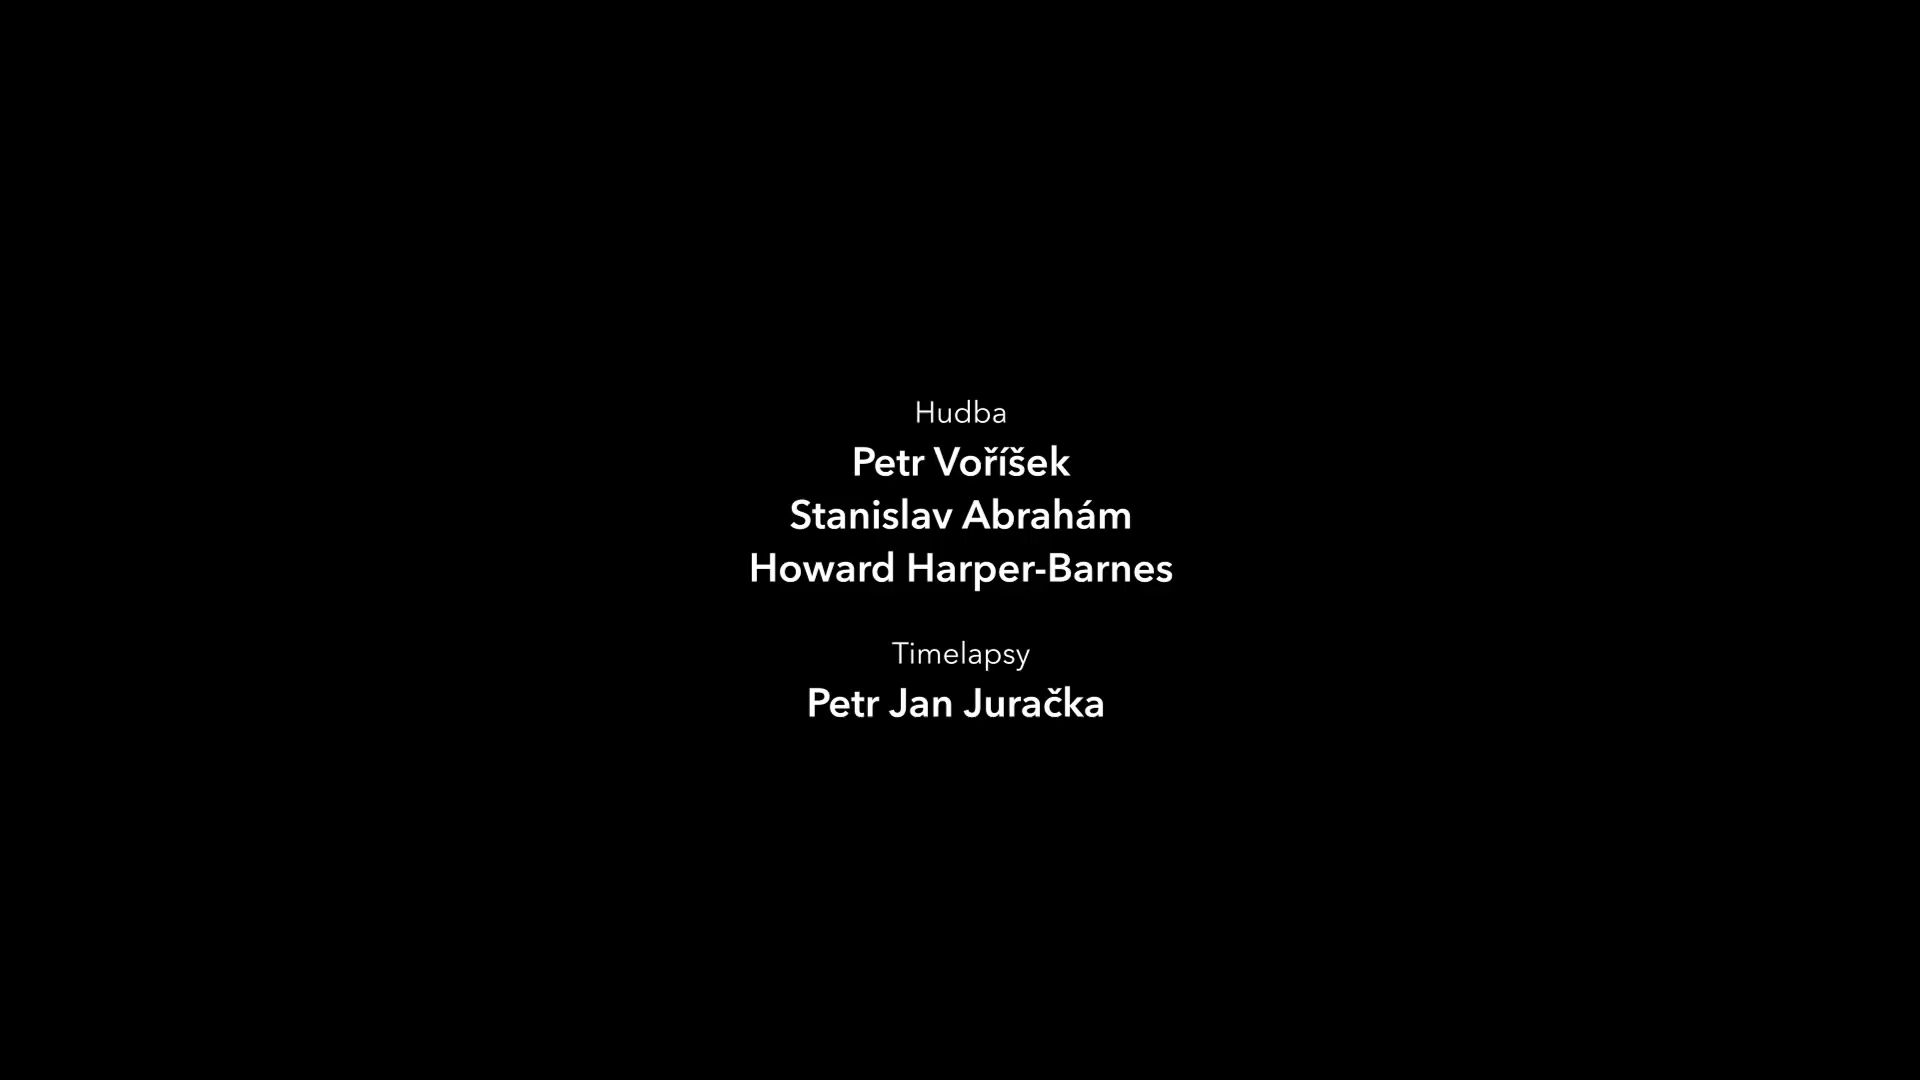 Hudba
Petr Voříšek
Stanislav Abrahám
Howard Harper-Barnes
Timelapsy
Petr Jan Juračka